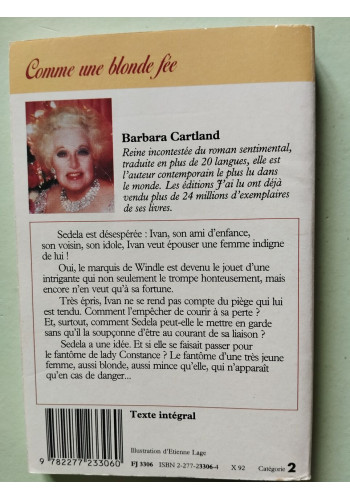 Comme une blonde fée
Barbara Cartland
Reine incontestée du roman sentimental,
traduite en plus de 20 langues, elle est
l'auteur contemporain le plus lu dans
le monde. Les éditions J'ai lu ont déjà
vendu plus de 24 millions d'exemplaires
de ses livres.
Sedela est désespérée : Ivan, son ami d'enfance,
son voisin, son idole, Ivan veut épouser une femme indigne
de lui !
Oui, le marquis de Windle est devenu le jouet d'une
intrigante qui non seulement le trompe honteusement, mais
encore n'en veut qu'à sa fortune.
Très épris, Ivan ne se rend pas compte du piège qui lui
est tendu. Comment l'empêcher de courir à sa perte ?
Et, surtout, comment Sedela peut-elle le mettre en garde
sans qu'il la soupçonne d'être au courant de sa liaison ?
Sedela a une idée. Et si elle se faisait passer pour
le fantôme de lady Constance ? Le fantôme d'une très jeune
femme, aussi blonde, aussi mince qu'elle, qui n'apparaît
qu'en cas de danger...
Texte intégral
Illustration d'Etienne Lage
9 782277 233060
FJ 3306 ISBN 2-277-23306-4 X 92 Catégorie 2